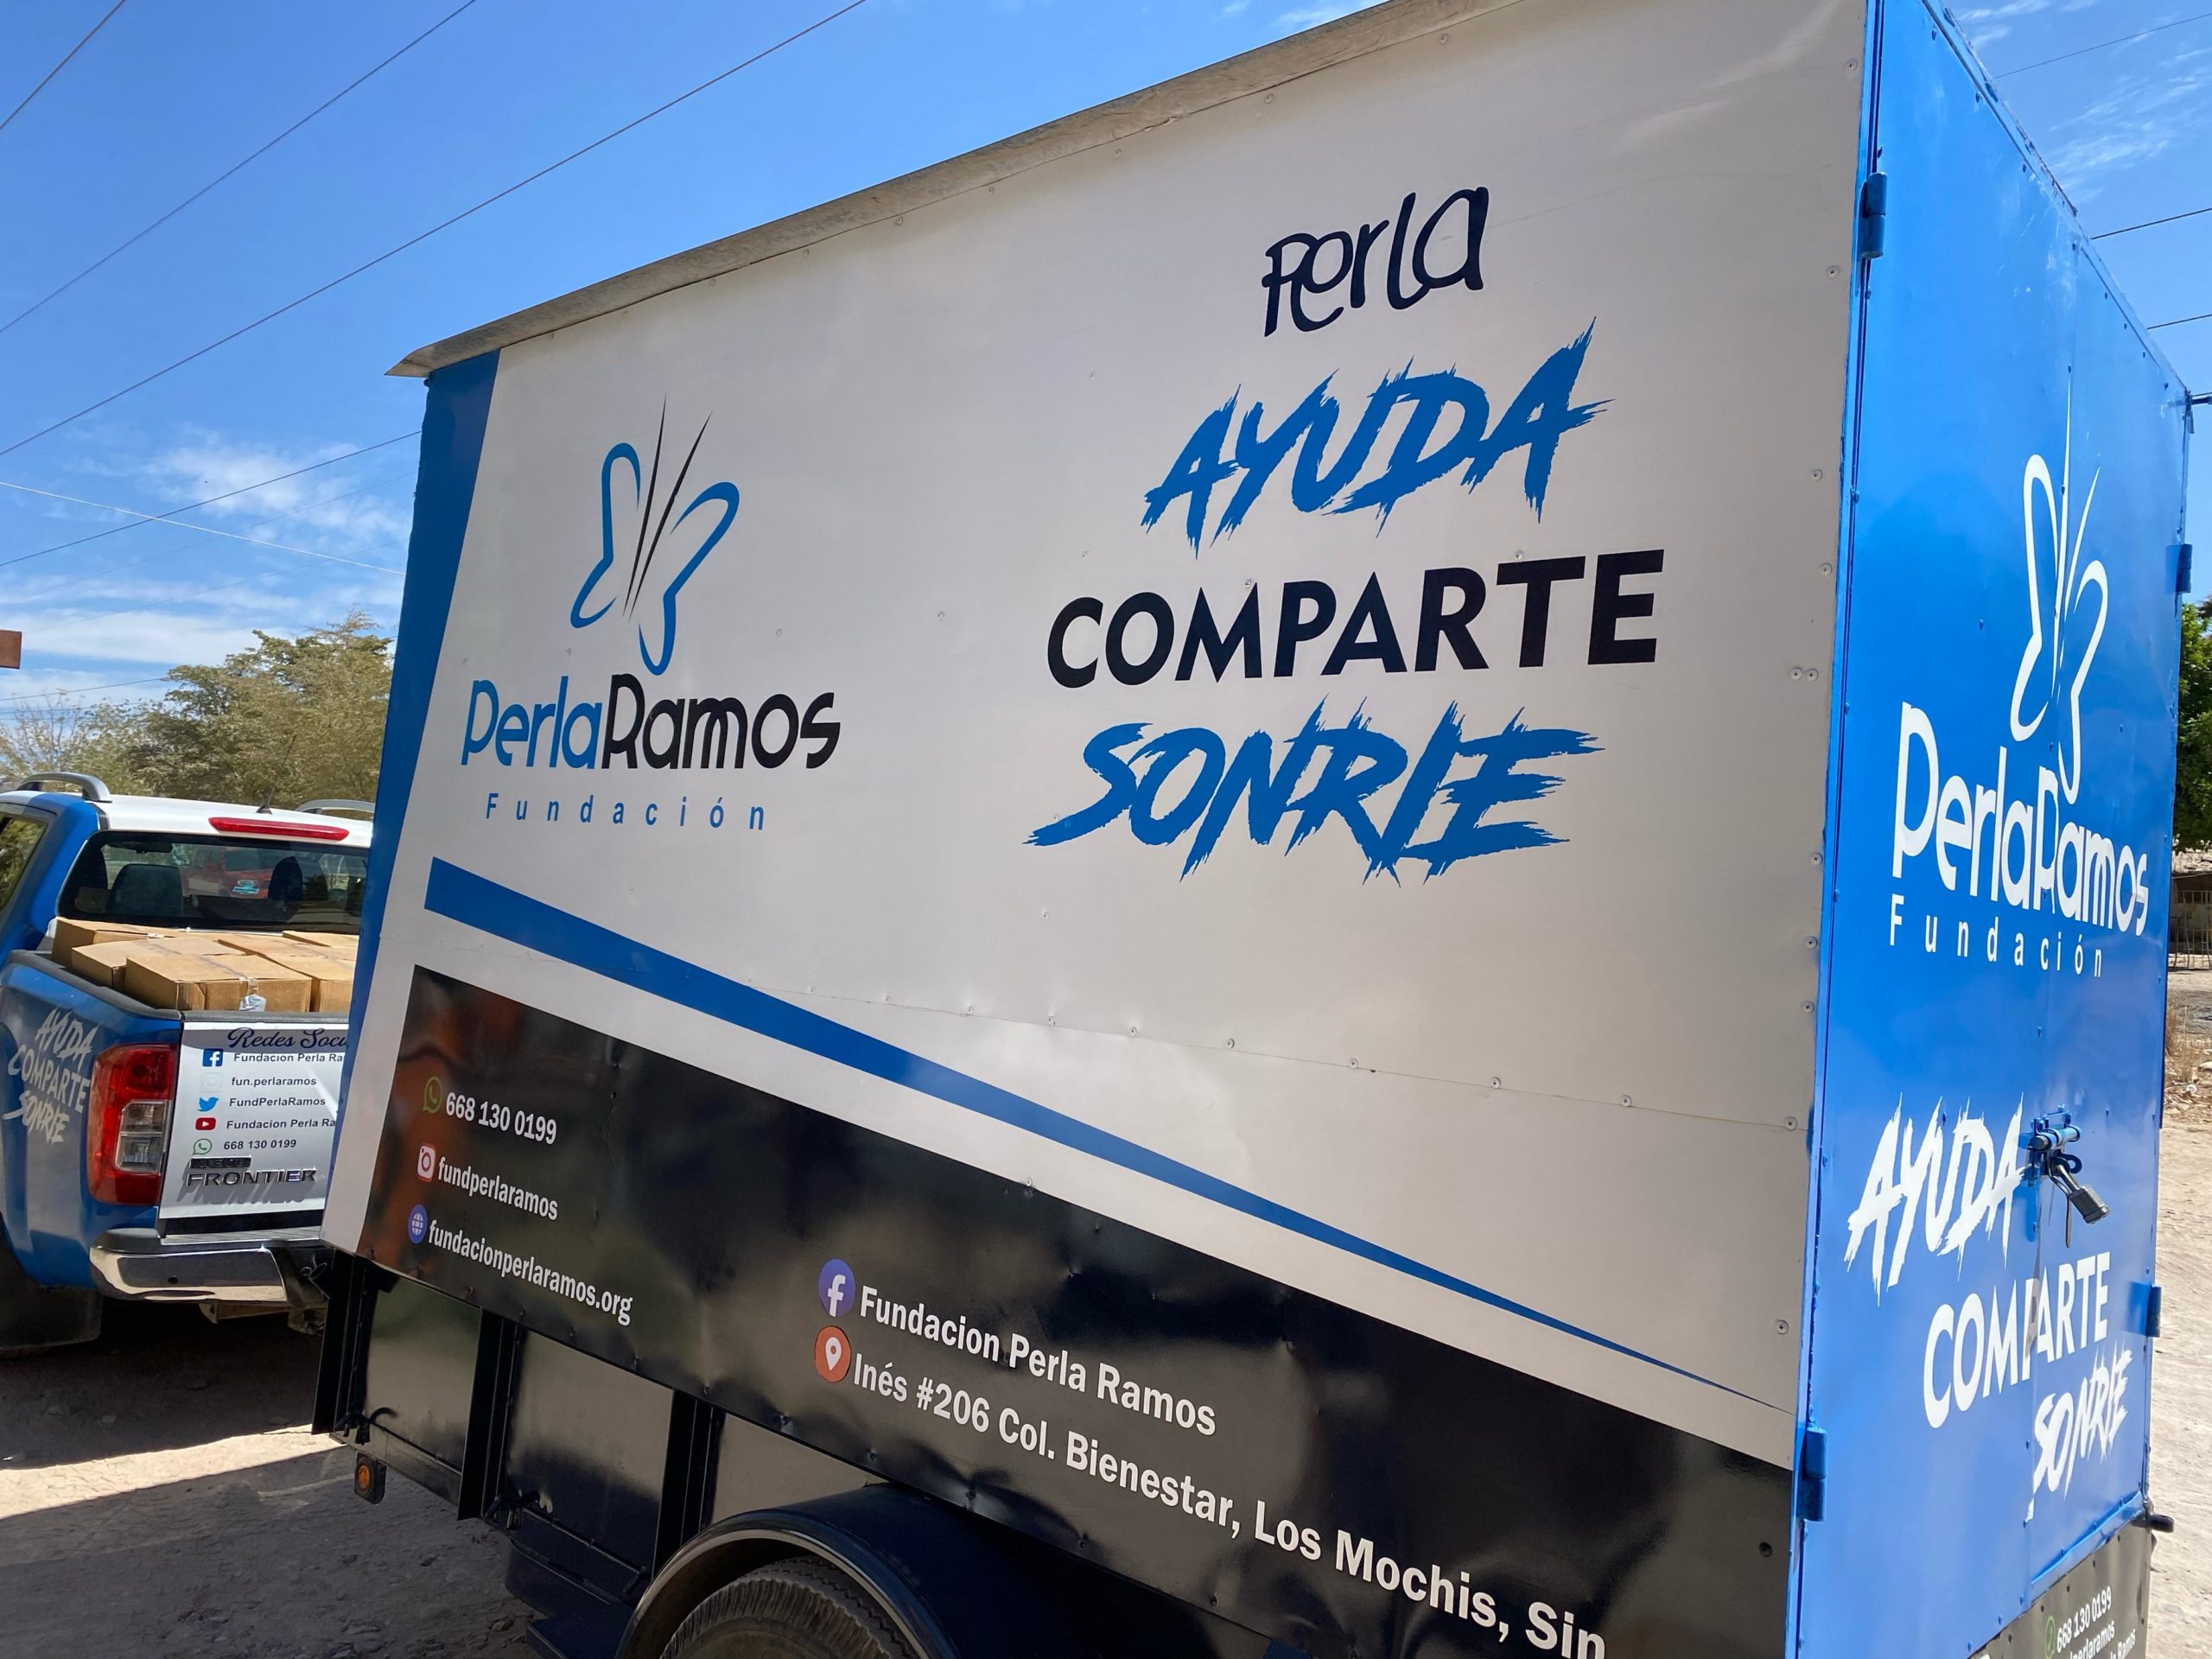 Perla
AYUDA
COMPARTE
SONRIE
PerlaRamos
Fundación
668 130 0199
fundperlaramos
fundacionperlaramos.org
Fundacion Perla Ramos
Inés #206 Col. Bienestar, Los Mochis, Sin
PerlaRamos
Fundación
AYUDA
COMPARTE
SONRIE
668 130 0199
AYUDA
COMPARTE
SONRIE
Redes
Fundacion Perla
fun.perlaramos
FundPerlaRamos
Fundacion Perla
668 130 0199
FRONTIER